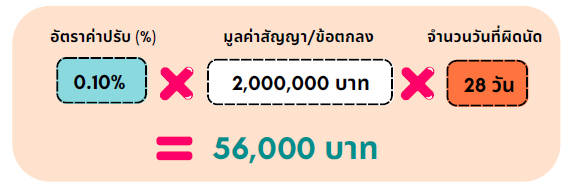 อัตราค่าปรับ (%) มูลค่าสัญญา/ข้อตกลง จำนวนวันที่ผิดนัด
0.10% × 2,000,000 บาท × 28 วัน
= 56,000 บาท